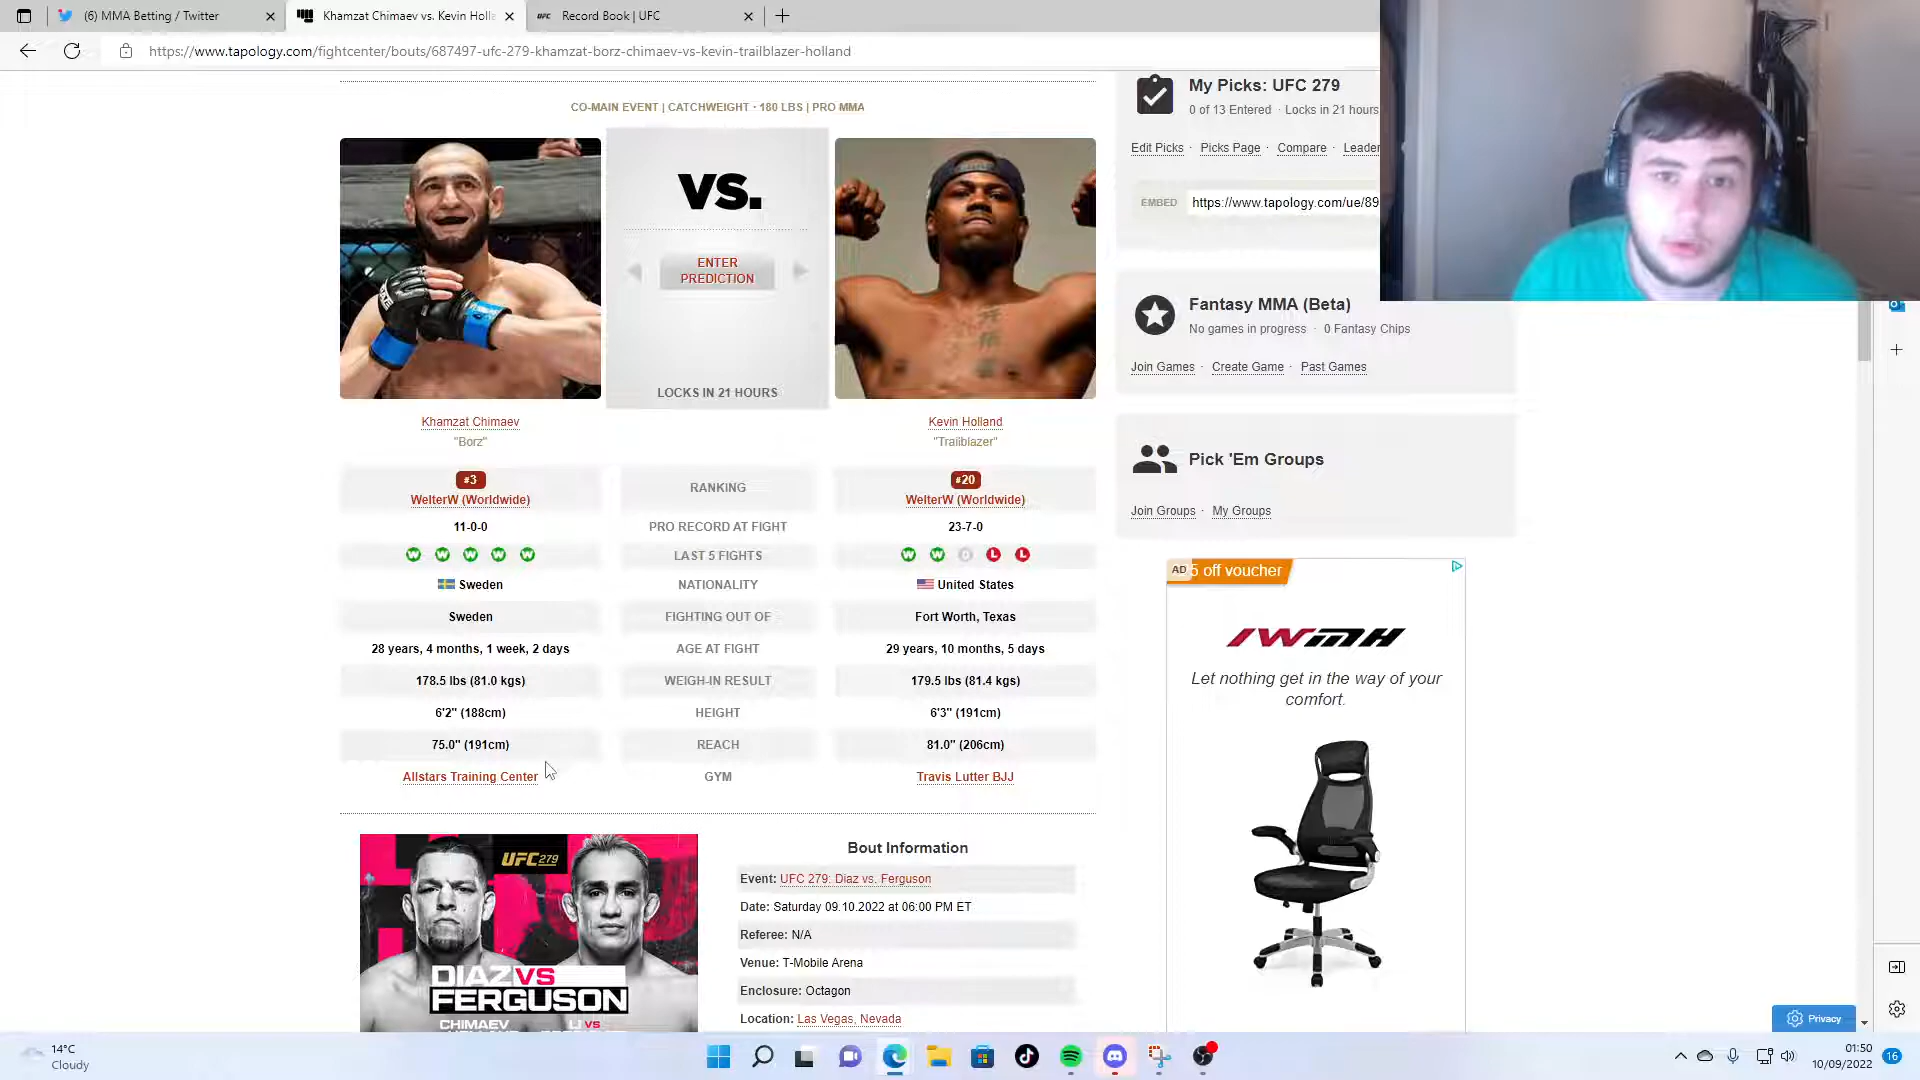 (6) MMA Betting / Twitter
Khamzat Chimaev vs. Kevin Holla
UFC Record Book | UFC
https://www.tapology.com/fightcenter/bouts/687497-ufc-279-khamzat-borz-chimaev-vs-kevin-trailblazer-holland
CO-MAIN EVENT | CATCHWEIGHT · 180 LBS | PRO MMA
VS.
ENTER
PREDICTION
LOCKS IN 21 HOURS
Khamzat Chimaev
"Borz"
Kevin Holland
"Trailblazer"
#3
WelterW (Worldwide)
RANKING
#20
WelterW (Worldwide)
11-0-0
PRO RECORD AT FIGHT
23-7-0
W W W W W
LAST 5 FIGHTS
W W 0 L L
Sweden
NATIONALITY
United States
Sweden
FIGHTING OUT OF
Fort Worth, Texas
28 years, 4 months, 1 week, 2 days
AGE AT FIGHT
29 years, 10 months, 5 days
178.5 lbs (81.0 kgs)
WEIGH-IN RESULT
179.5 lbs (81.4 kgs)
6'2" (188cm)
HEIGHT
6'3" (191cm)
75.0" (191cm)
REACH
81.0" (206cm)
Allstars Training Center
GYM
Travis Lutter BJJ
UFC 279
DIAZ VS
FERGUSON
CHIMAEV
LI VS
Bout Information
Event: UFC 279: Diaz vs. Ferguson
Date: Saturday 09.10.2022 at 06:00 PM ET
Referee: N/A
Venue: T-Mobile Arena
Enclosure: Octagon
Location: Las Vegas, Nevada
My Picks: UFC 279
0 of 13 Entered · Locks in 21 hours
Edit Picks · Picks Page · Compare · Leader
EMBED https://www.tapology.com/ue/89
Fantasy MMA (Beta)
No games in progress · 0 Fantasy Chips
Join Games · Create Game · Past Games
Pick 'Em Groups
Join Groups · My Groups
AD 5 off voucher
IWMH
Let nothing get in the way of your
comfort.
Privacy
14°C
Cloudy
01:50
10/09/2022
16